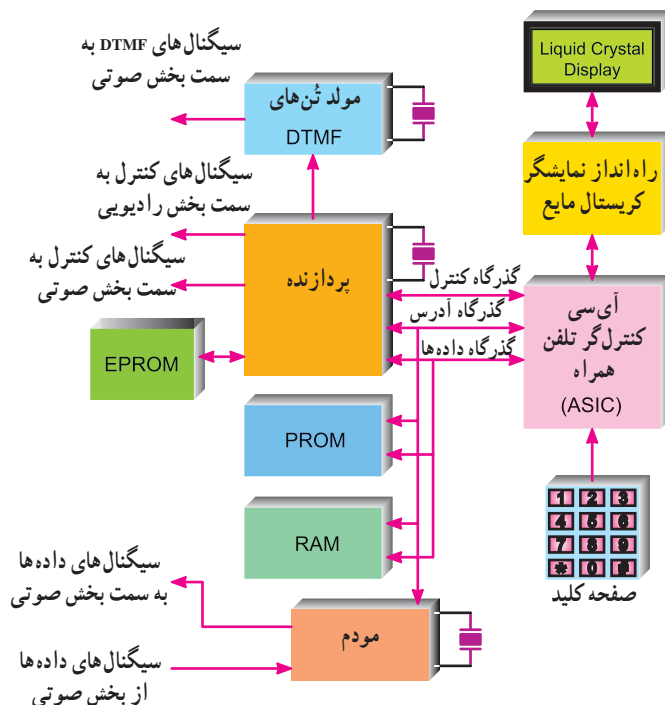 سیگنال‌های DTMF به
سمت بخش صوتی
مولد تُن‌های
DTMF
Liquid Crystal
Display
راه‌انداز نمایشگر
کریستال مایع
سیگنال‌های کنترل به
سمت بخش رادیویی
سیگنال‌های کنترل به
سمت بخش صوتی
پردازنده
گذرگاه کنترل
گذرگاه آدرس
گذرگاه داده‌ها
آی‌سی
کنترل‌گر تلفن
همراه
(ASIC)
EPROM
PROM
RAM
1 2 3
4 5 6
7 8 9
* 0 #
صفحه کلید
سیگنال‌های داده‌ها
به سمت بخش صوتی
مودم
سیگنال‌های داده‌ها
از بخش صوتی